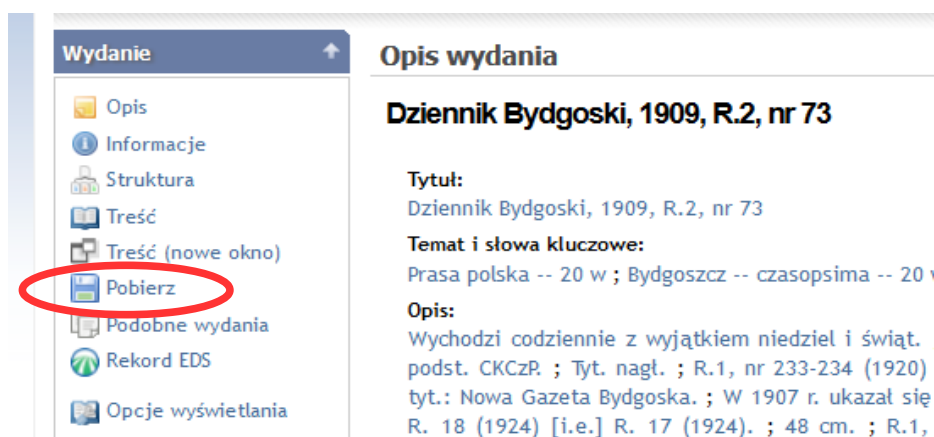 Wydanie
Opis
Informacje
Struktura
Treść
Treść (nowe okno)
Pobierz
Podobne wydania
Rekord EDS
Opcje wyświetlania
Opis wydania
Dziennik Bydgoski, 1909, R.2, nr 73
Tytuł:
Dziennik Bydgoski, 1909, R.2, nr 73
Temat i słowa kluczowe:
Prasa polska -- 20 w ; Bydgoszcz -- czasopsima -- 20
Opis:
Wychodzi codziennie z wyjątkiem niedziel i świąt.
podst. CKCzP. ; Tyt. nagł. ; R.1, nr 233-234 (1920)
tyt.: Nowa Gazeta Bydgoska. ; W 1907 r. ukazał się
R. 18 (1924) [i.e.] R. 17 (1924). ; 48 cm. ; R.1,